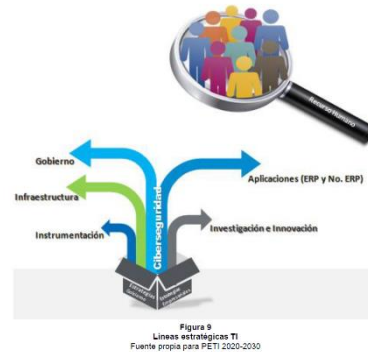 Recurso Humano
Gobierno
Aplicaciones (ERP y No. ERP)
Infraestructura
Ciberseguridad
Instrumentación
Investigación e Innovación
Figura 9
Lineas estratégicas TI
Fuente propia para PETI 2020-2030